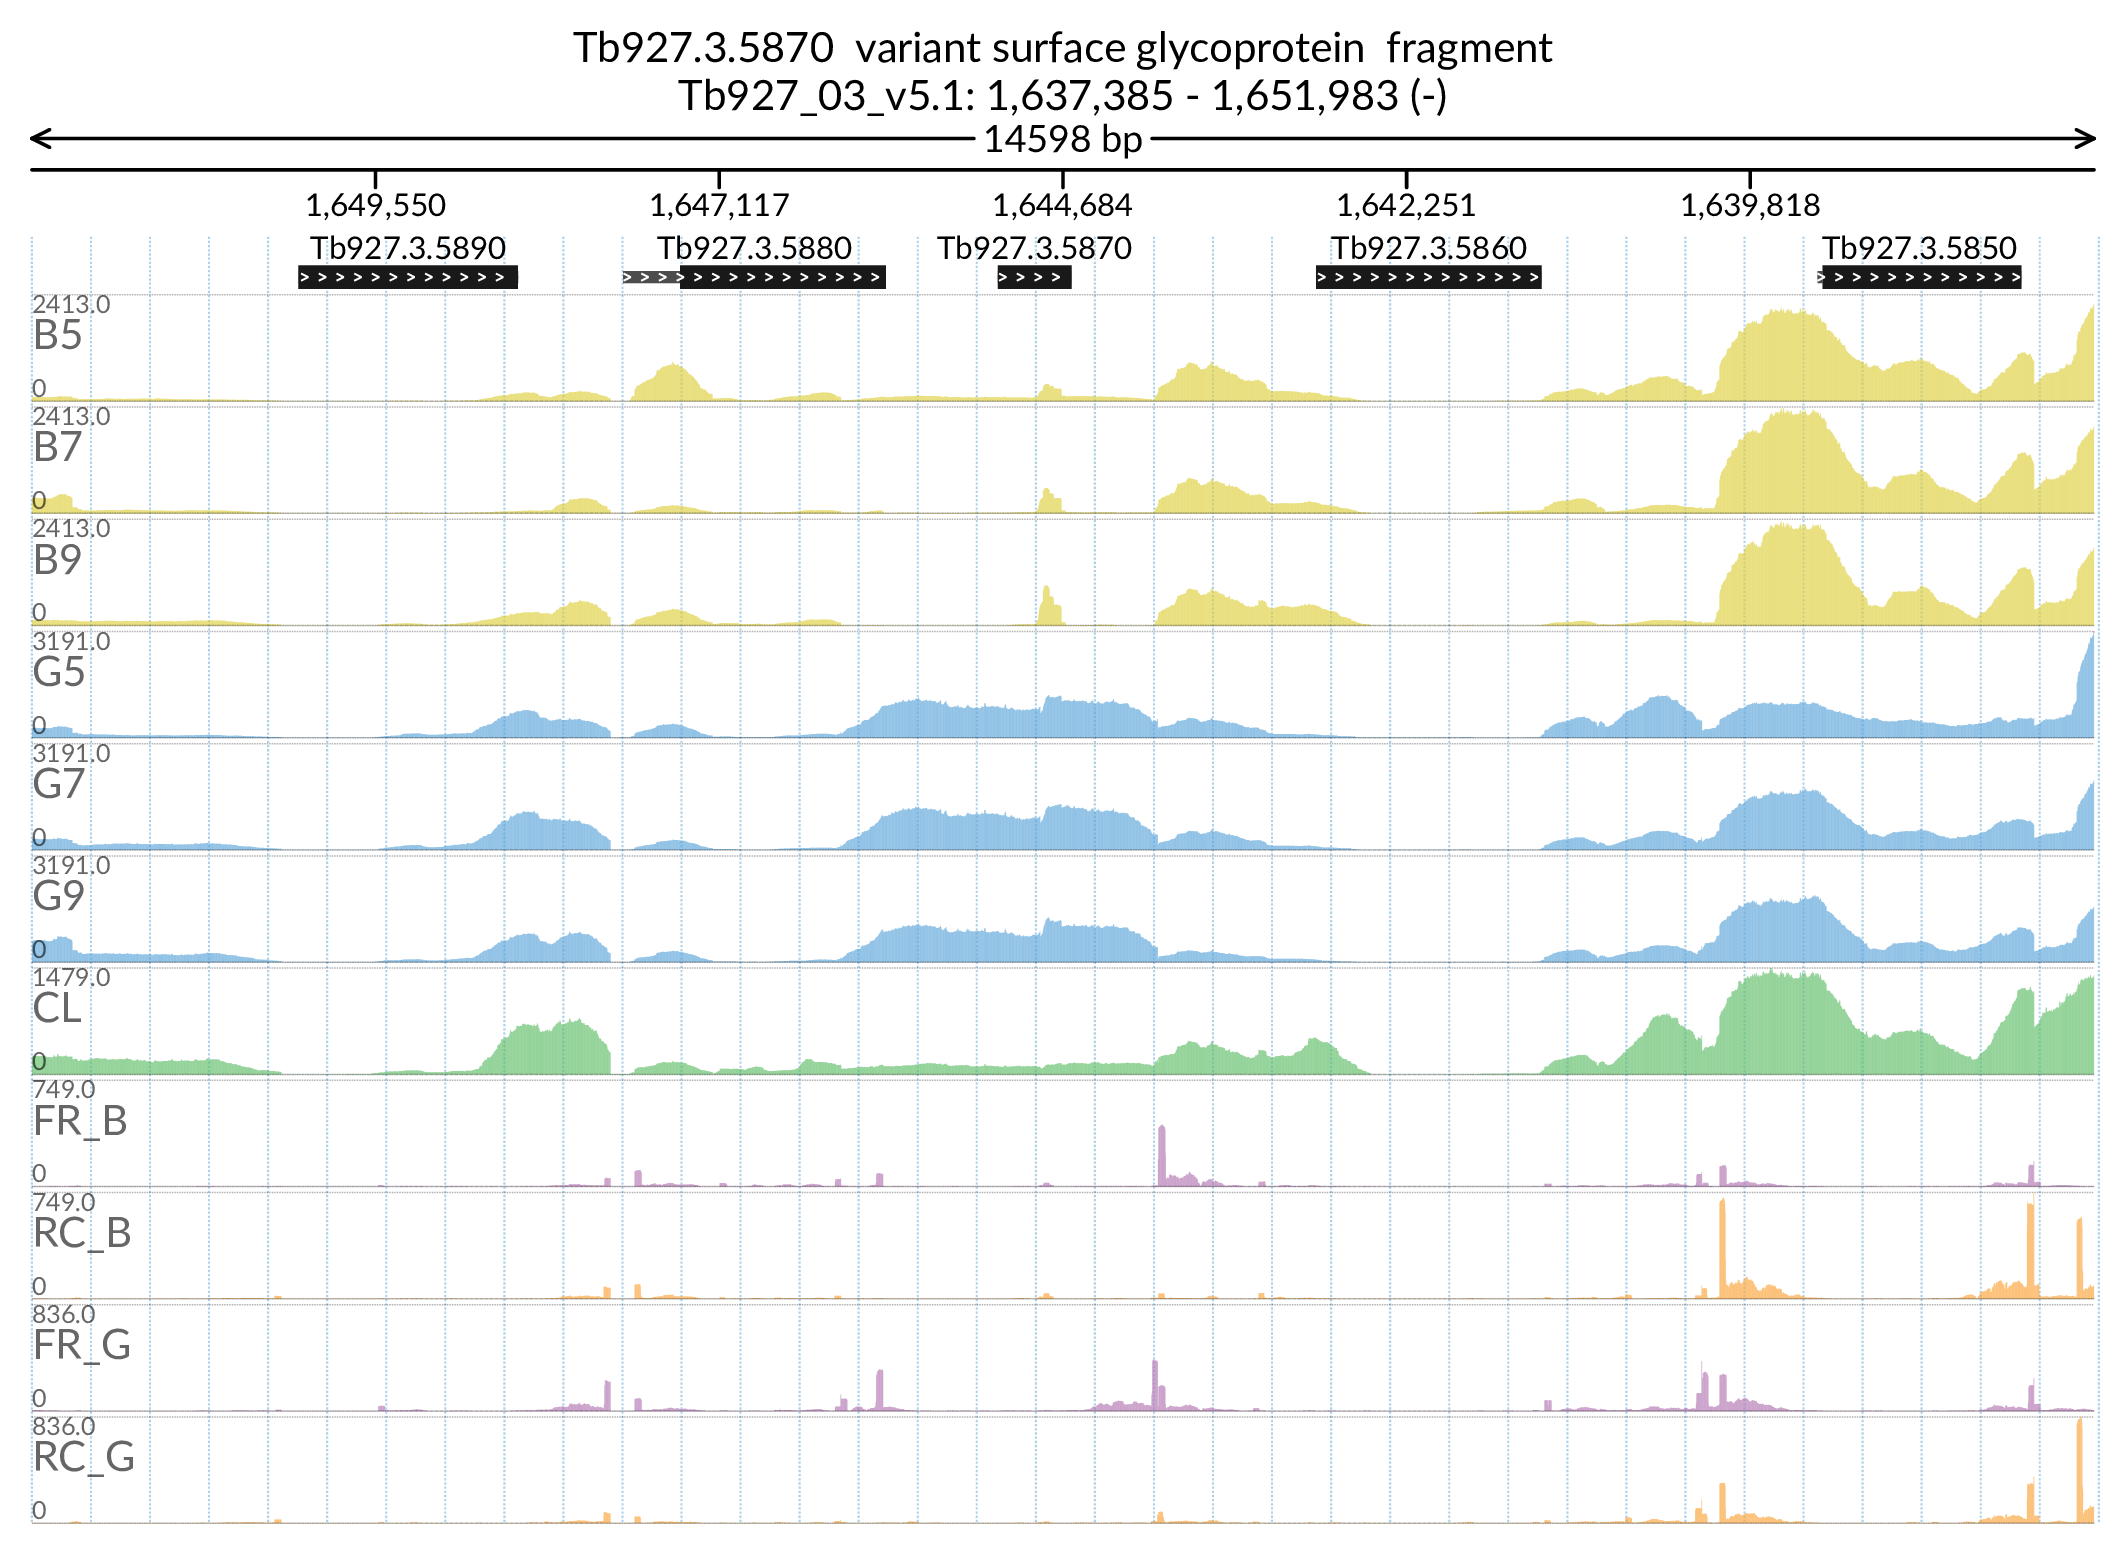 Tb927.3.5870 variant surface glycoprotein fragment
Tb927_03_v5.1: 1,637,385 - 1,651,983 (-)
14598 bp
1,649,550 1,647,117 1,644,684 1,642,251 1,639,818
Tb927.3.5890 Tb927.3.5880 Tb927.3.5870 Tb927.3.5860 Tb927.3.5850
2413.0
B5
0
2413.0
B7
0
2413.0
B9
0
3191.0
G5
0
3191.0
G7
0
3191.0
G9
0
1479.0
CL
0
749.0
FR_B
0
749.0
RC_B
0
836.0
FR_G
0
836.0
RC_G
0